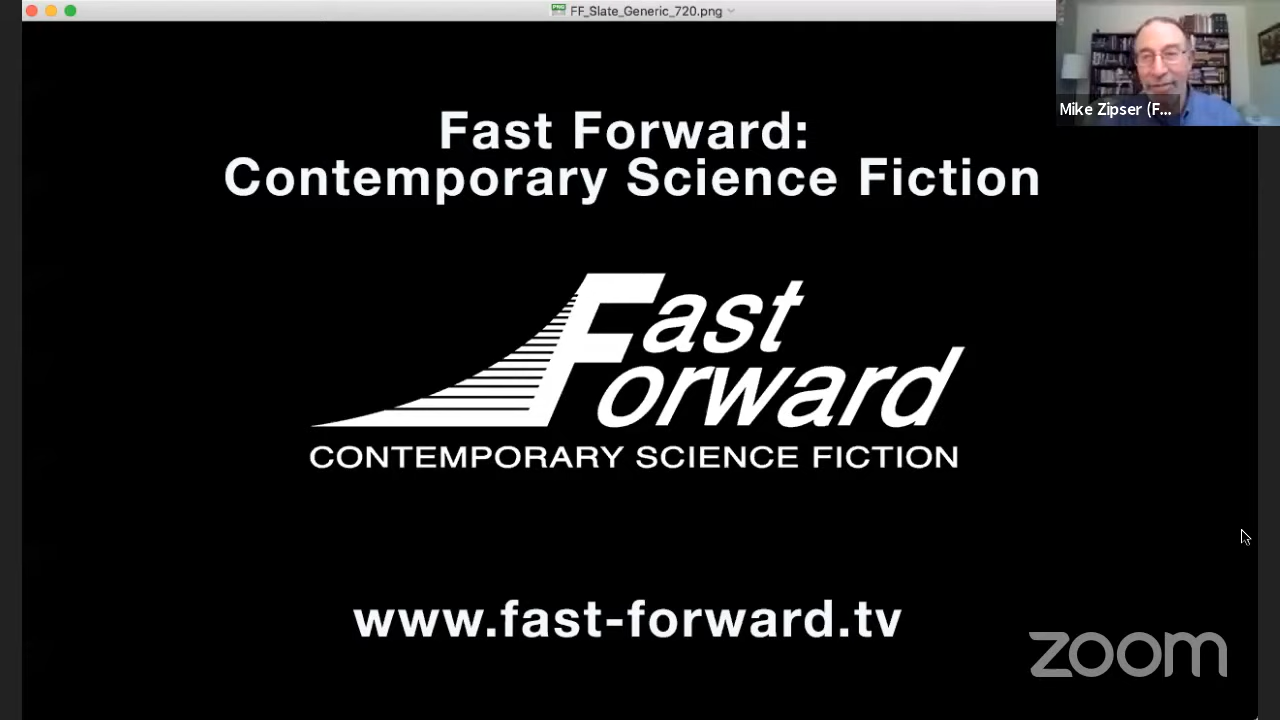 FF_Slate_Generic_720.png
Mike Zipser (F...
Fast Forward:
Contemporary Science Fiction
Fast
Forward
CONTEMPORARY SCIENCE FICTION
www.fast-forward.tv
zoom